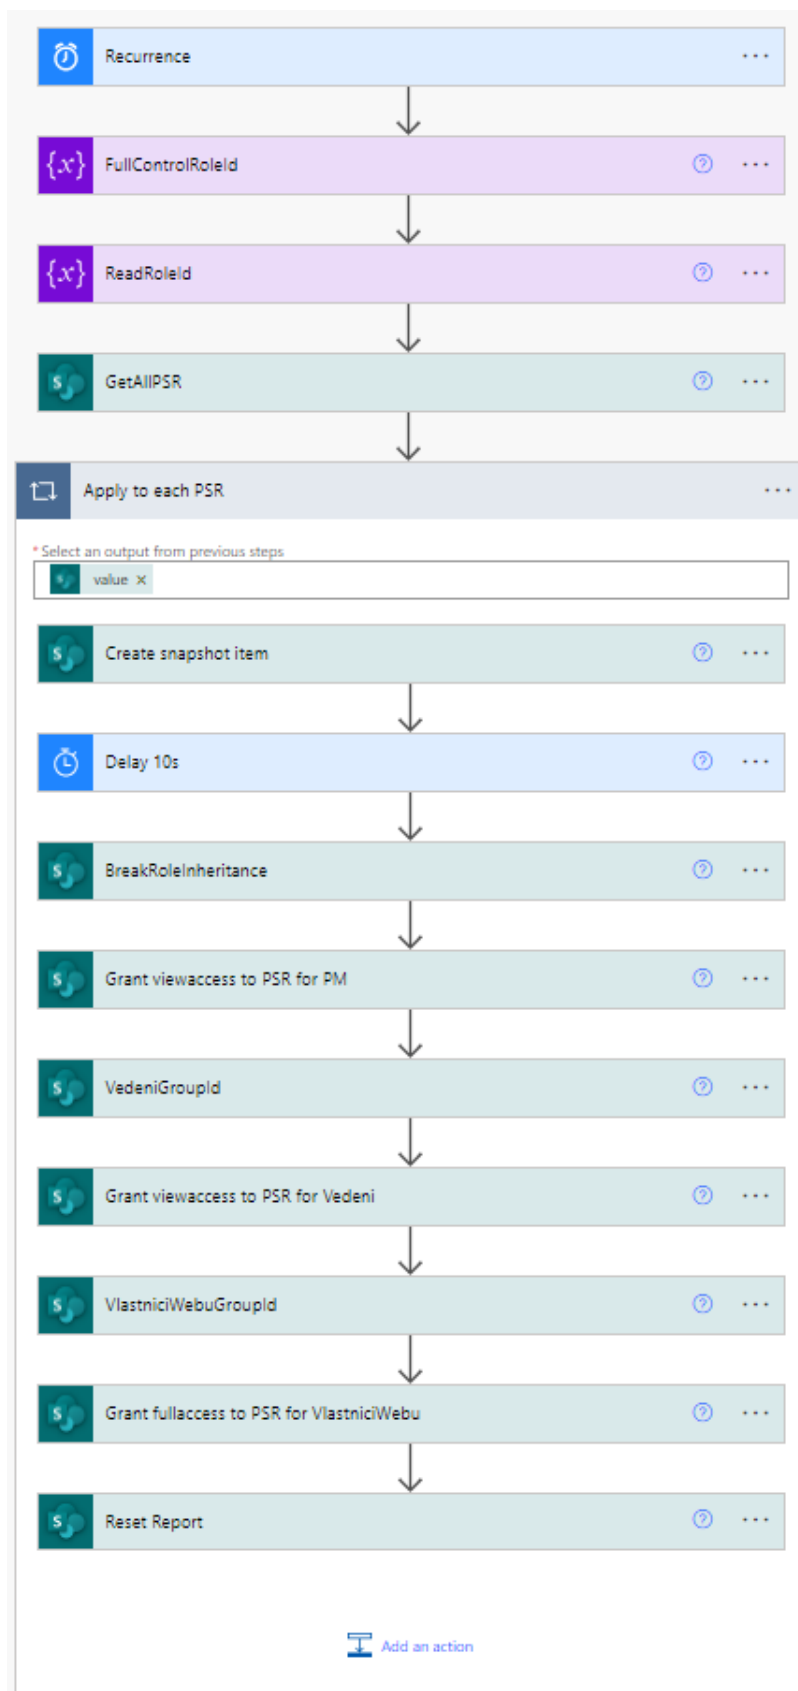 Recurrence
{x} FullControlRoleId
{x} ReadRoleId
GetAllPSR
Apply to each PSR
* Select an output from previous steps
value ×
Create snapshot item
Delay 10s
BreakRoleInheritance
Grant viewaccess to PSR for PM
VedeniGroupId
Grant viewaccess to PSR for Vedeni
VlastniciWebuGroupId
Grant fullaccess to PSR for VlastniciWebu
Reset Report
Add an action